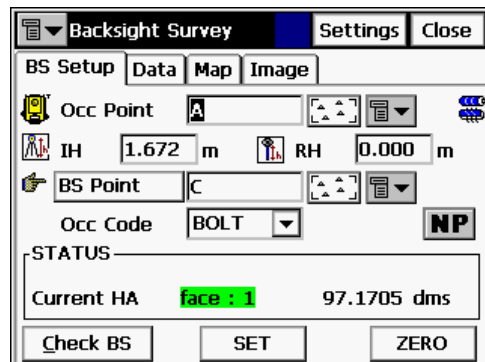 Backsight Survey Settings Close
BS Setup Data Map Image
Occ Point A
IH 1.672 m RH 0.000 m
BS Point C
Occ Code BOLT NP
STATUS
Current HA face : 1 97.1705 dms
Check BS SET ZERO